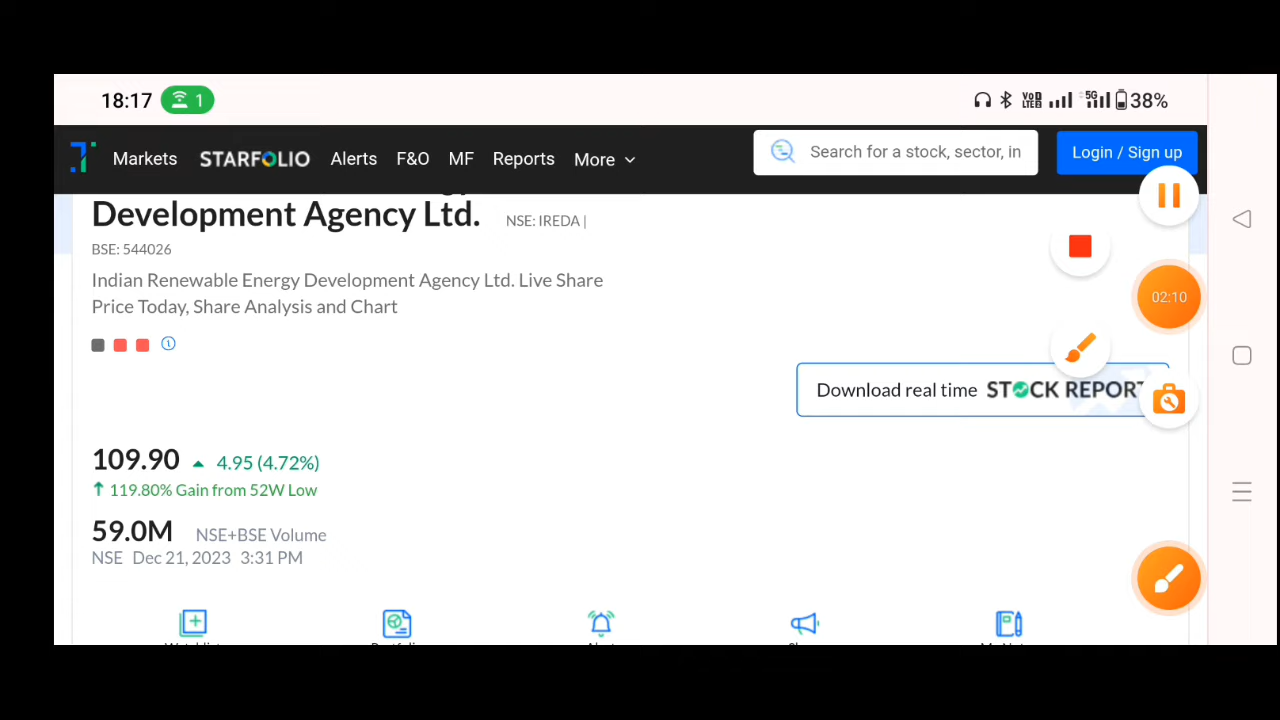 18:17 1 VoD LTE 5G 38%
Markets STARFOLIO Alerts F&O MF Reports More Search for a stock, sector, in Login / Sign up
Development Agency Ltd. NSE: IREDA |
BSE: 544026
Indian Renewable Energy Development Agency Ltd. Live Share
Price Today, Share Analysis and Chart
02:10
Download real time STOCK REPORT
109.90 4.95 (4.72%)
119.80% Gain from 52W Low
59.0M NSE+BSE Volume
NSE Dec 21, 2023 3:31 PM